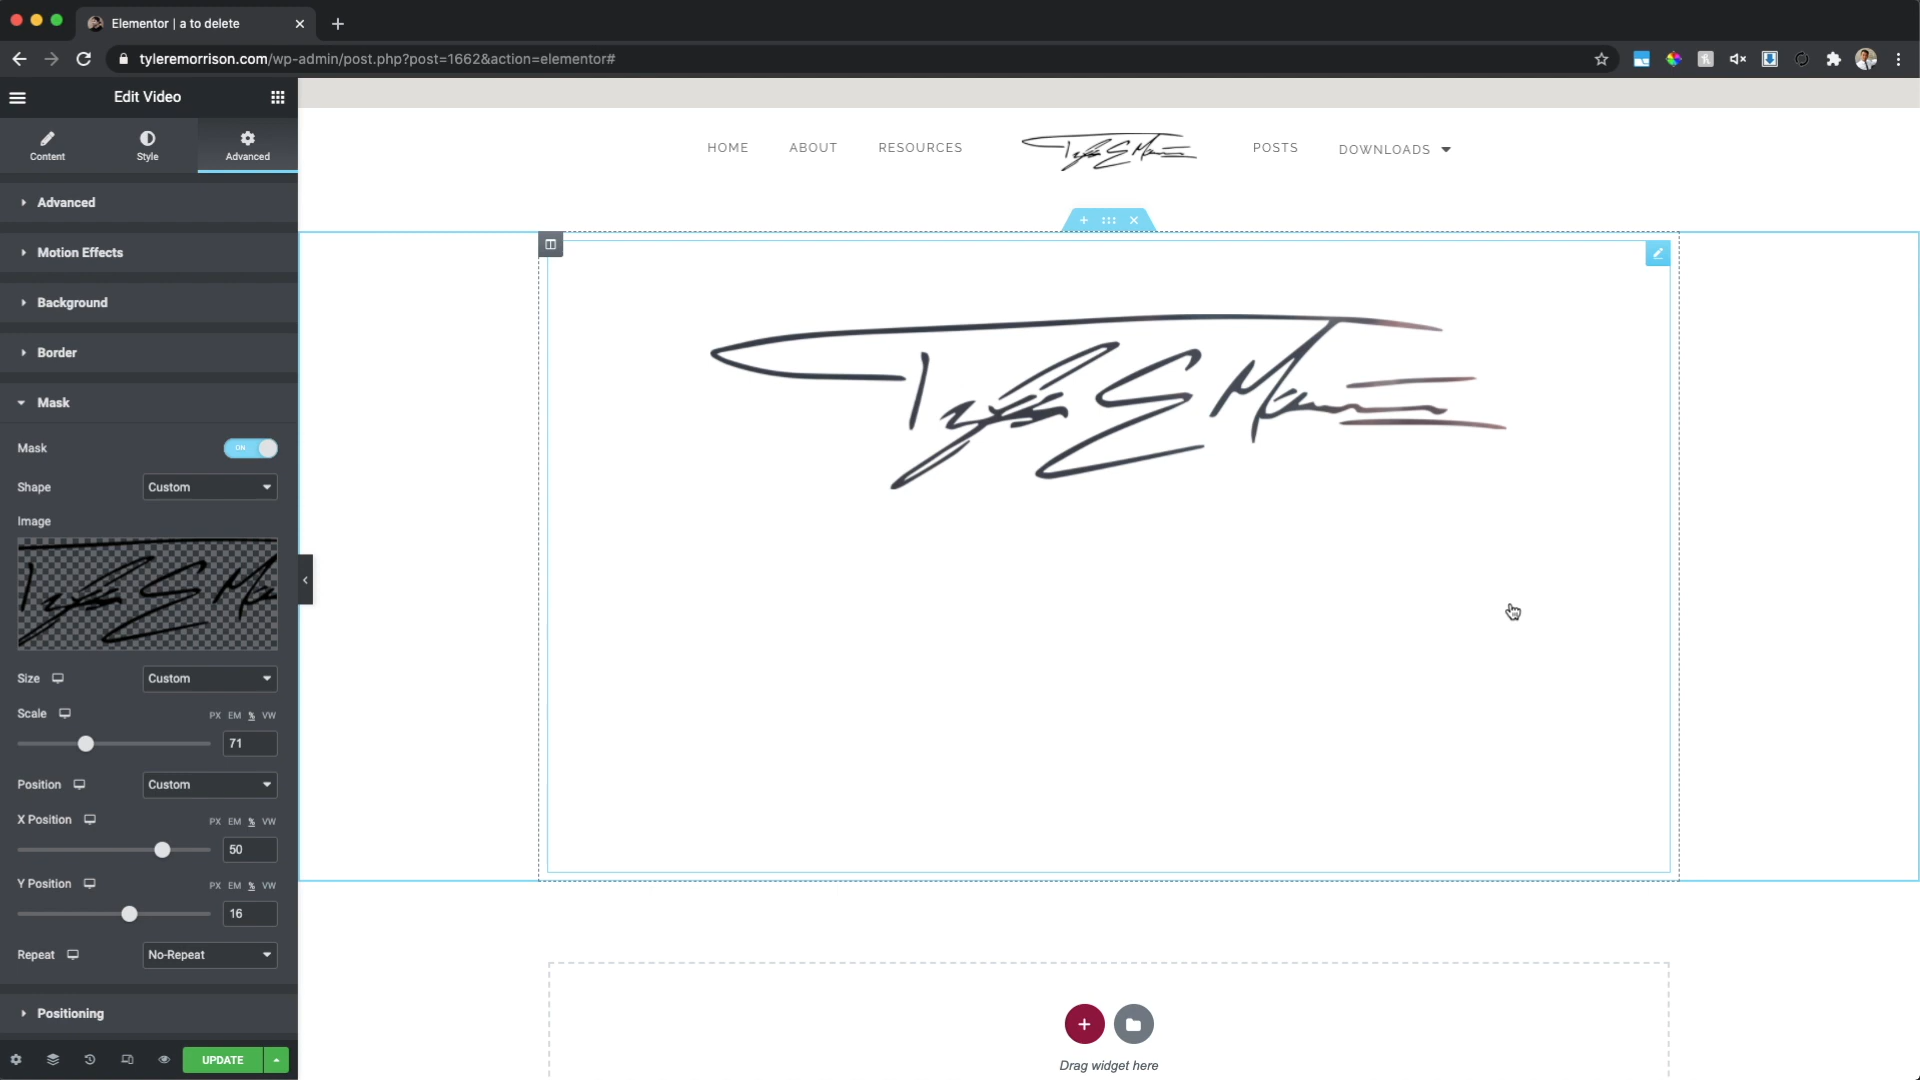 Elementor | a to delete
tyleremorrison.com/wp-admin/post.php?post=1662&action=elementor#
Edit Video
Content
Style
Advanced
HOME
ABOUT
RESOURCES
POSTS
DOWNLOADS
Advanced
Motion Effects
Background
Border
Mask
Mask
ON
Shape
Custom
Image
Size
Custom
Scale
PX EM % VW
71
Position
Custom
X Position
PX EM % VW
50
Y Position
PX EM % VW
16
Repeat
No-Repeat
Positioning
UPDATE
Drag widget here